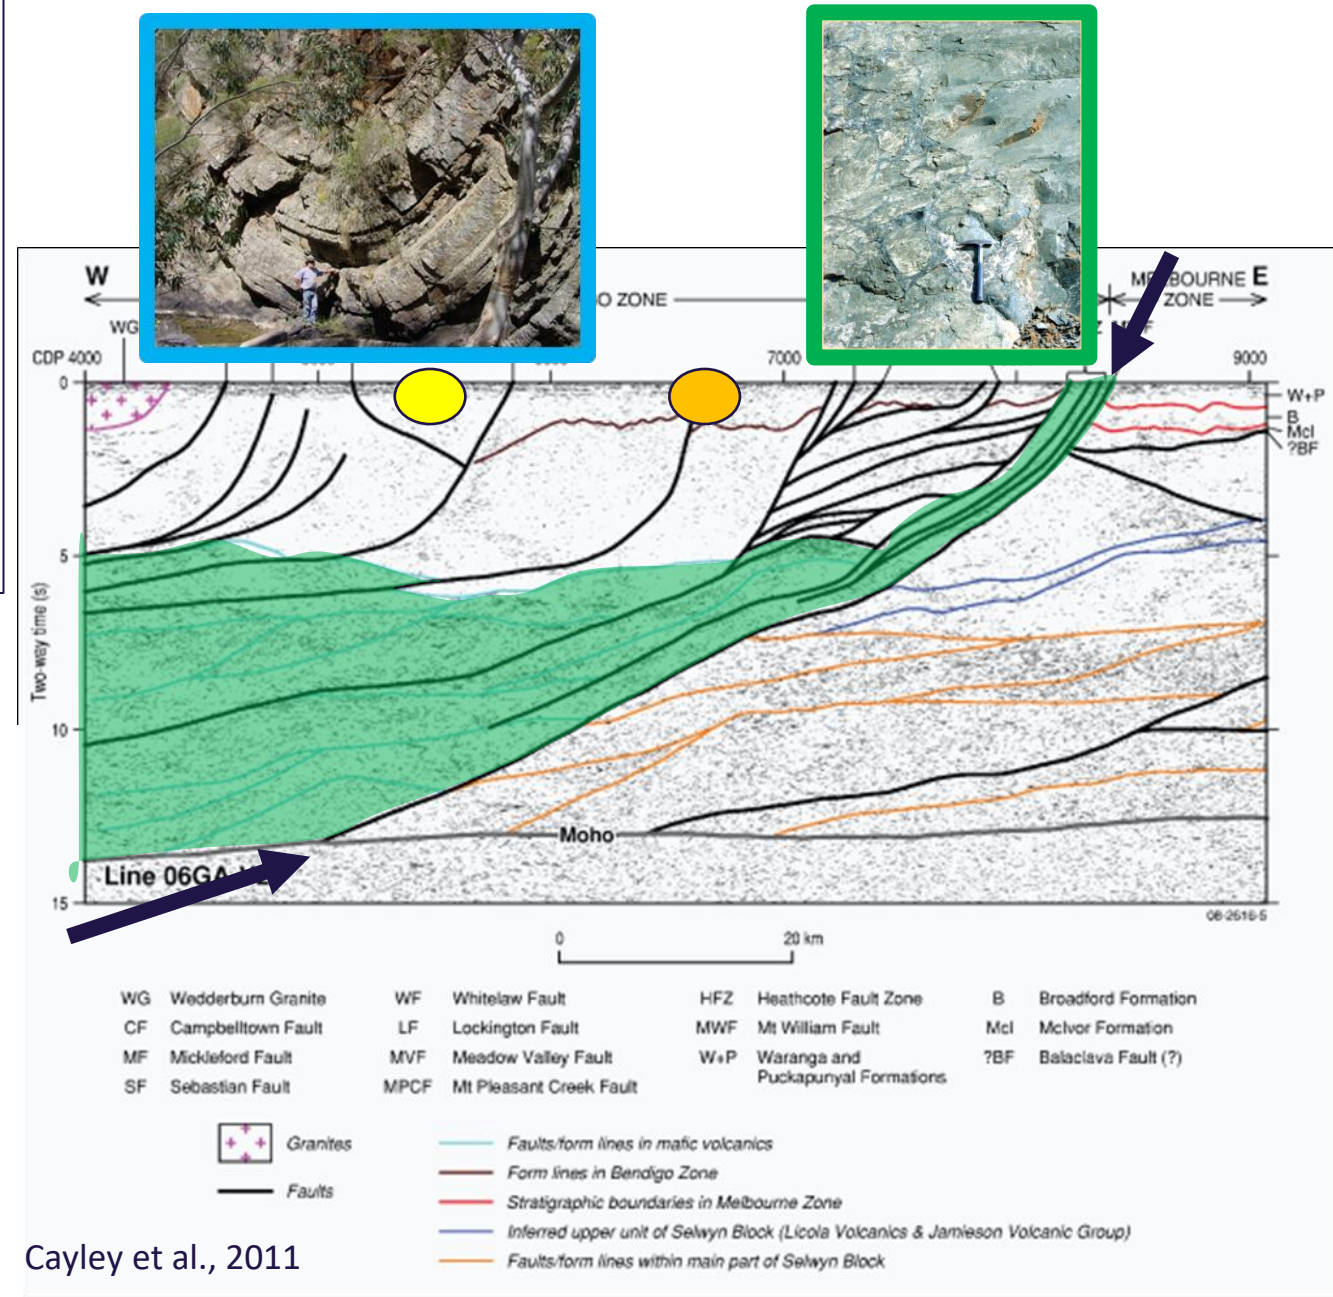 W
E
O ZONE
MELBOURNE
ZONE
WG
CDP 4000
7000
9000
0
5
10
15
Two-way time (s)
W+P
B
McI
?BF
Moho
Line 06GA
08-2616-5
0 20 km
WG Wedderburn Granite
CF Campbelltown Fault
MF Mickleford Fault
SF Sebastian Fault
WF Whitelaw Fault
LF Lockington Fault
MVF Meadow Valley Fault
MPCF Mt Pleasant Creek Fault
HFZ Heathcote Fault Zone
MWF Mt William Fault
W+P Waranga and
Puckapunyal Formations
B Broadford Formation
McI McIvor Formation
?BF Balaclava Fault (?)
Granites
Faults
Faults/form lines in mafic volcanics
Form lines in Bendigo Zone
Stratigraphic boundaries in Melbourne Zone
Inferred upper unit of Selwyn Block (Licola Volcanics & Jamieson Volcanic Group)
Faults/form lines within main part of Selwyn Block
Cayley et al., 2011